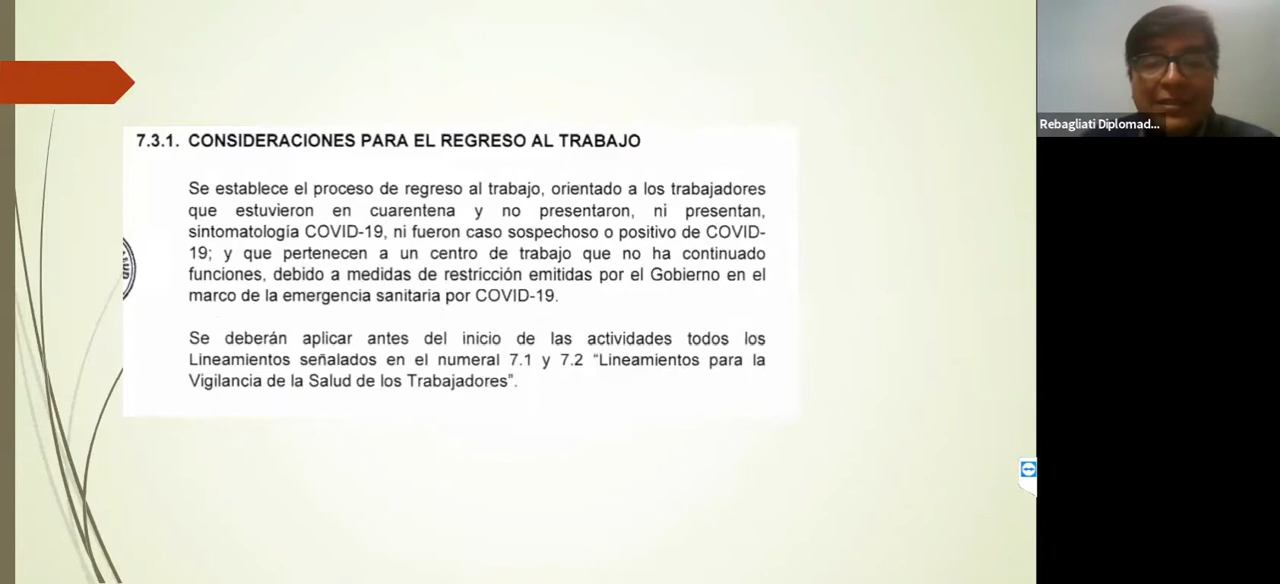 7.3.1. CONSIDERACIONES PARA EL REGRESO AL TRABAJO
Se establece el proceso de regreso al trabajo, orientado a los trabajadores
que estuvieron en cuarentena y no presentaron, ni presentan,
sintomatología COVID-19, ni fueron caso sospechoso o positivo de COVID-
19; y que pertenecen a un centro de trabajo que no ha continuado
funciones, debido a medidas de restricción emitidas por el Gobierno en el
marco de la emergencia sanitaria por COVID-19.
Se deberán aplicar antes del inicio de las actividades todos los
Lineamientos señalados en el numeral 7.1 y 7.2 “Lineamientos para la
Vigilancia de la Salud de los Trabajadores”.
Rebagliati Diplomad...